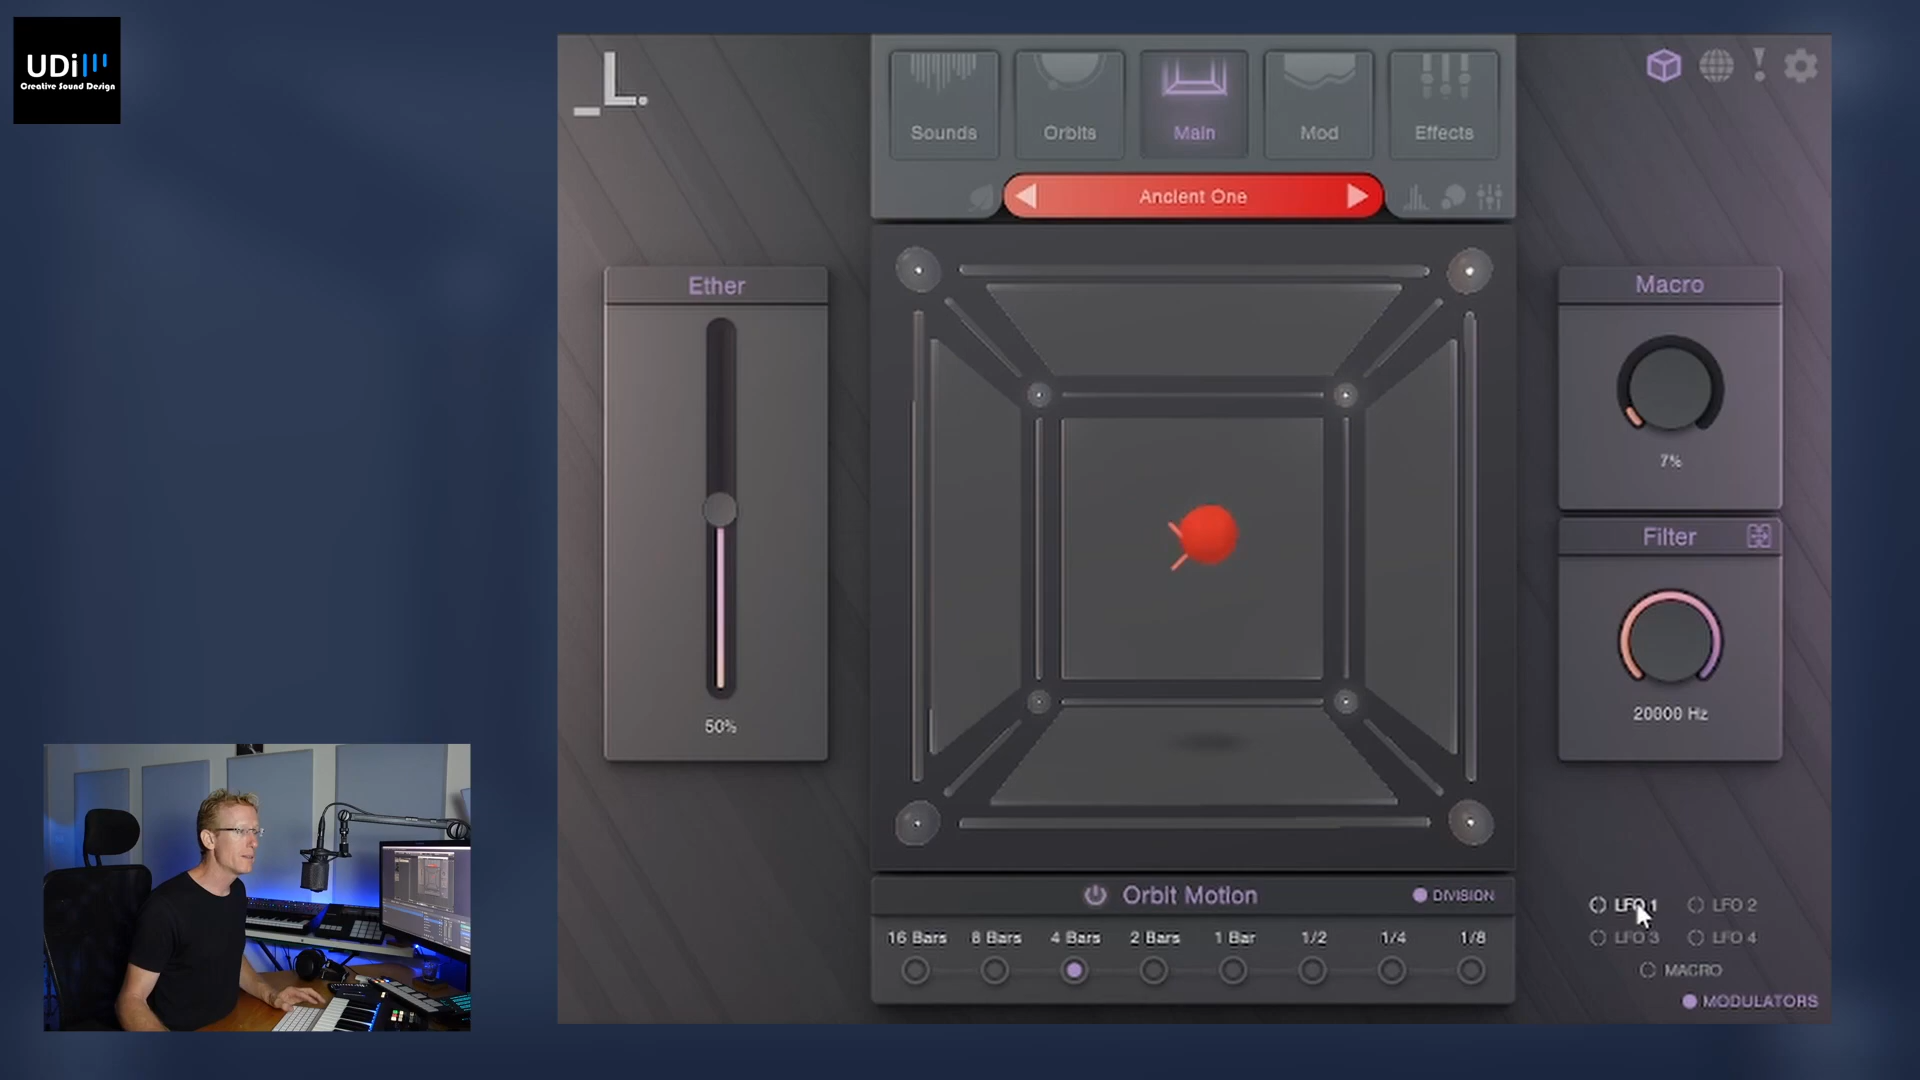 UDi
Creative Sound Design
_L.
Sounds
Orbits
Main
Mod
Effects
Ancient One
Ether
50%
Macro
7%
Filter
20000 Hz
Orbit Motion
DIVISION
16 Bars
8 Bars
4 Bars
2 Bars
1 Bar
1/2
1/4
1/8
LFO 1
LFO 2
LFO 3
LFO 4
MACRO
MODULATORS